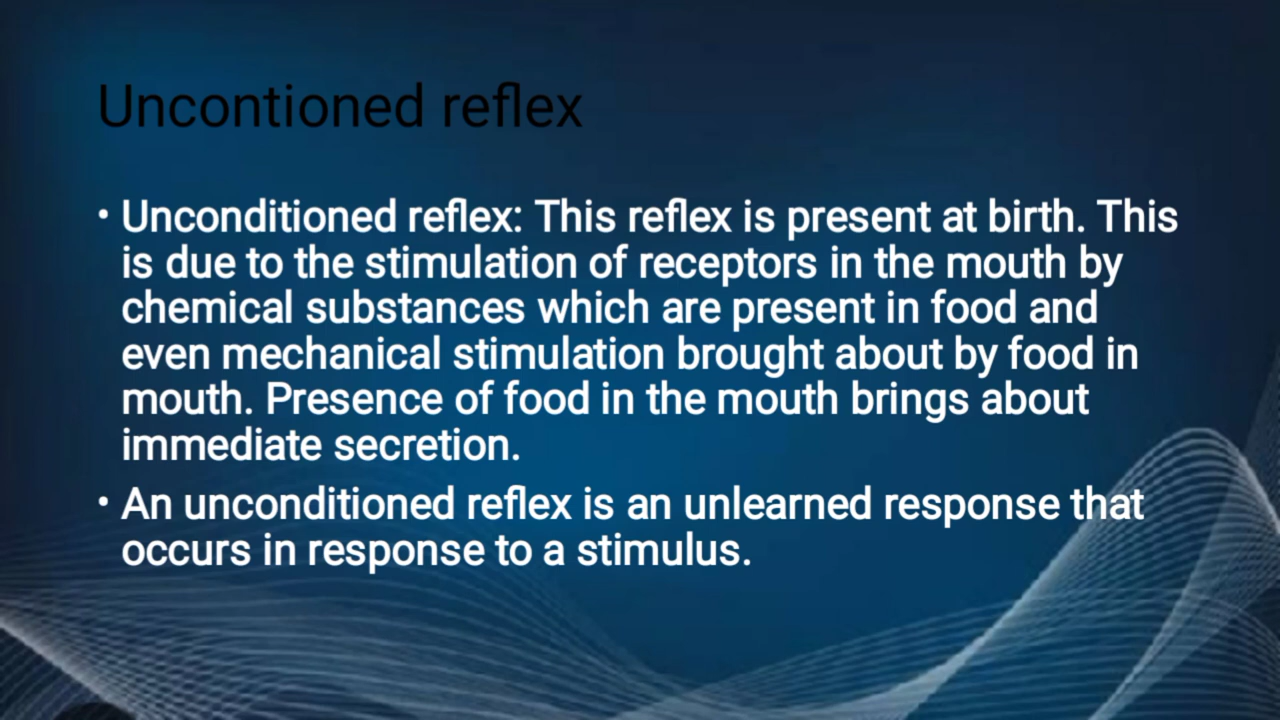 Uncontioned reflex
• Unconditioned reflex: This reflex is present at birth. This
is due to the stimulation of receptors in the mouth by
chemical substances which are present in food and
even mechanical stimulation brought about by food in
mouth. Presence of food in the mouth brings about
immediate secretion.
• An unconditioned reflex is an unlearned response that
occurs in response to a stimulus.